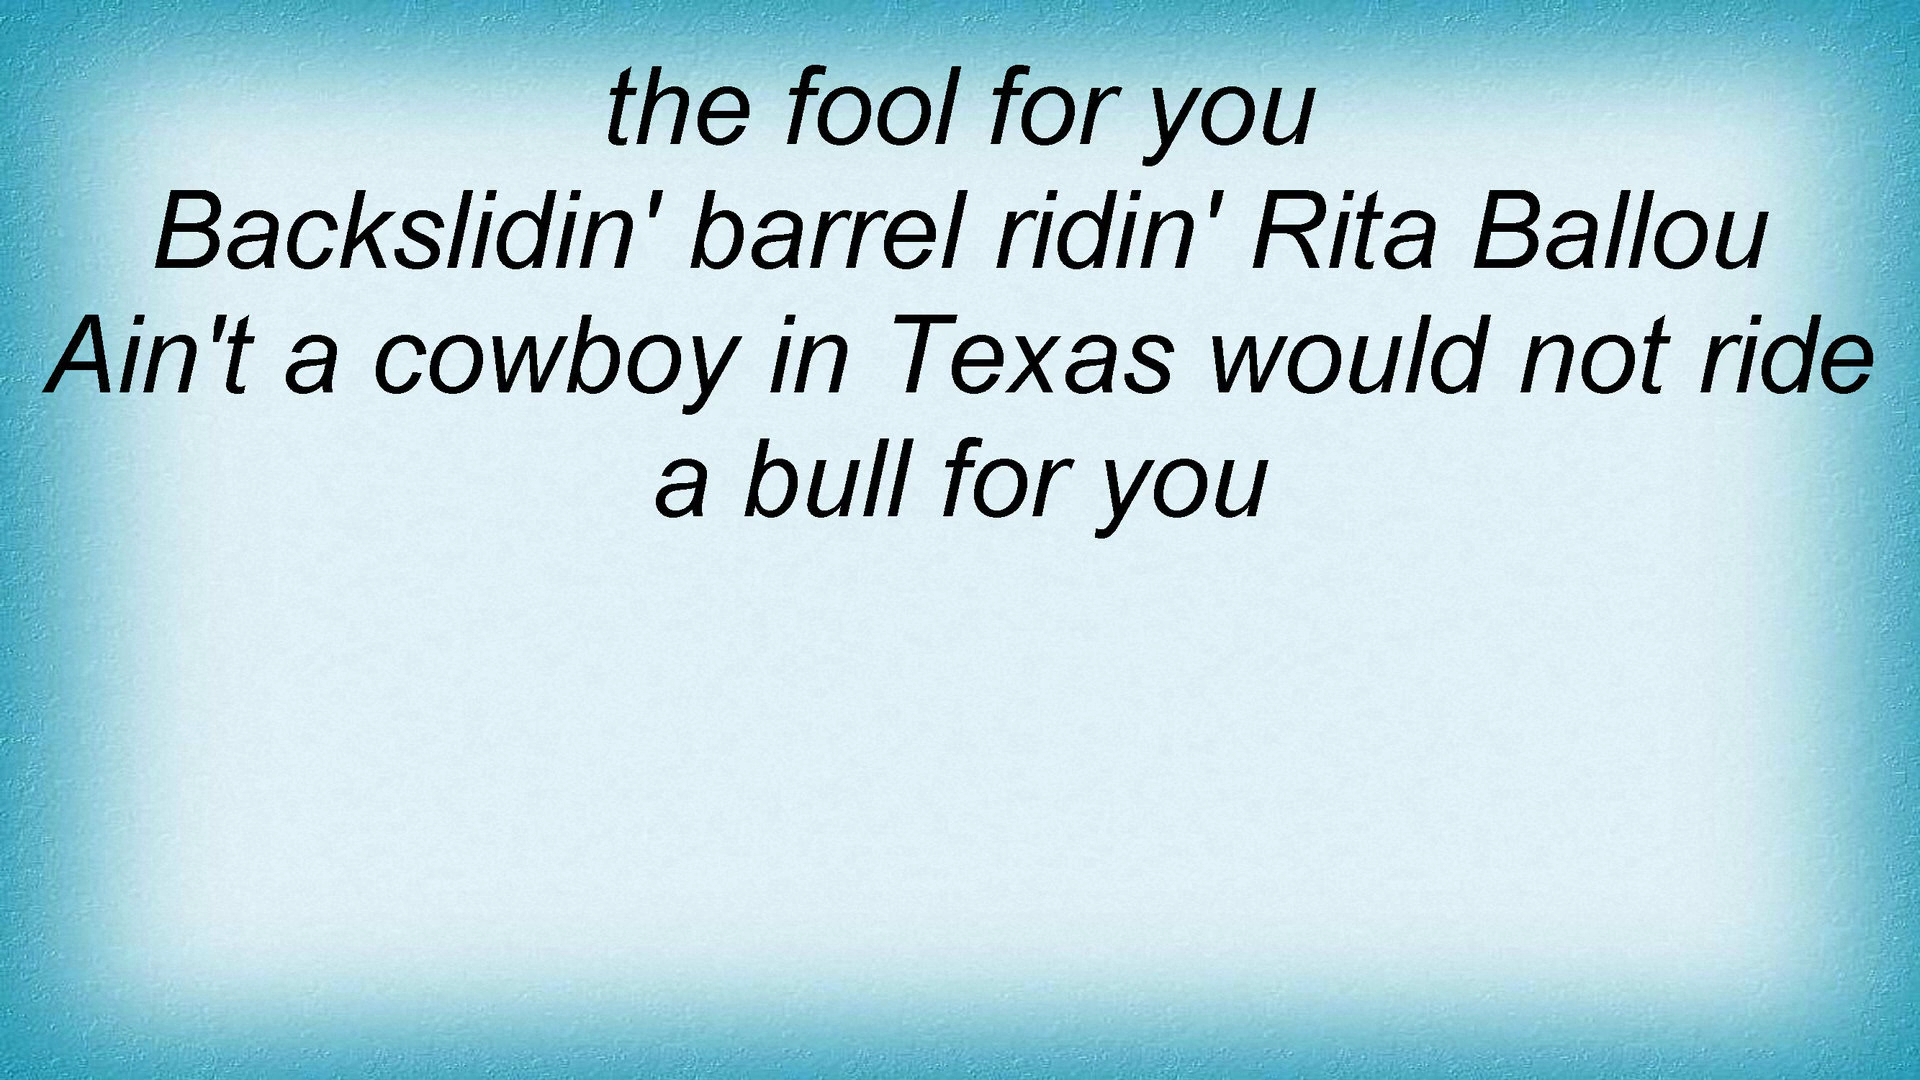 the fool for you
Backslidin' barrel ridin' Rita Ballou
Ain't a cowboy in Texas would not ride
a bull for you